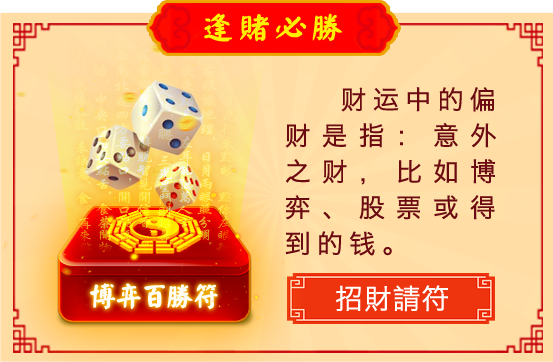 逢賭必勝
财运中的偏
财是指：意外
之财，比如博
弈、股票或得
到的钱。
博弈百勝符
招財請符